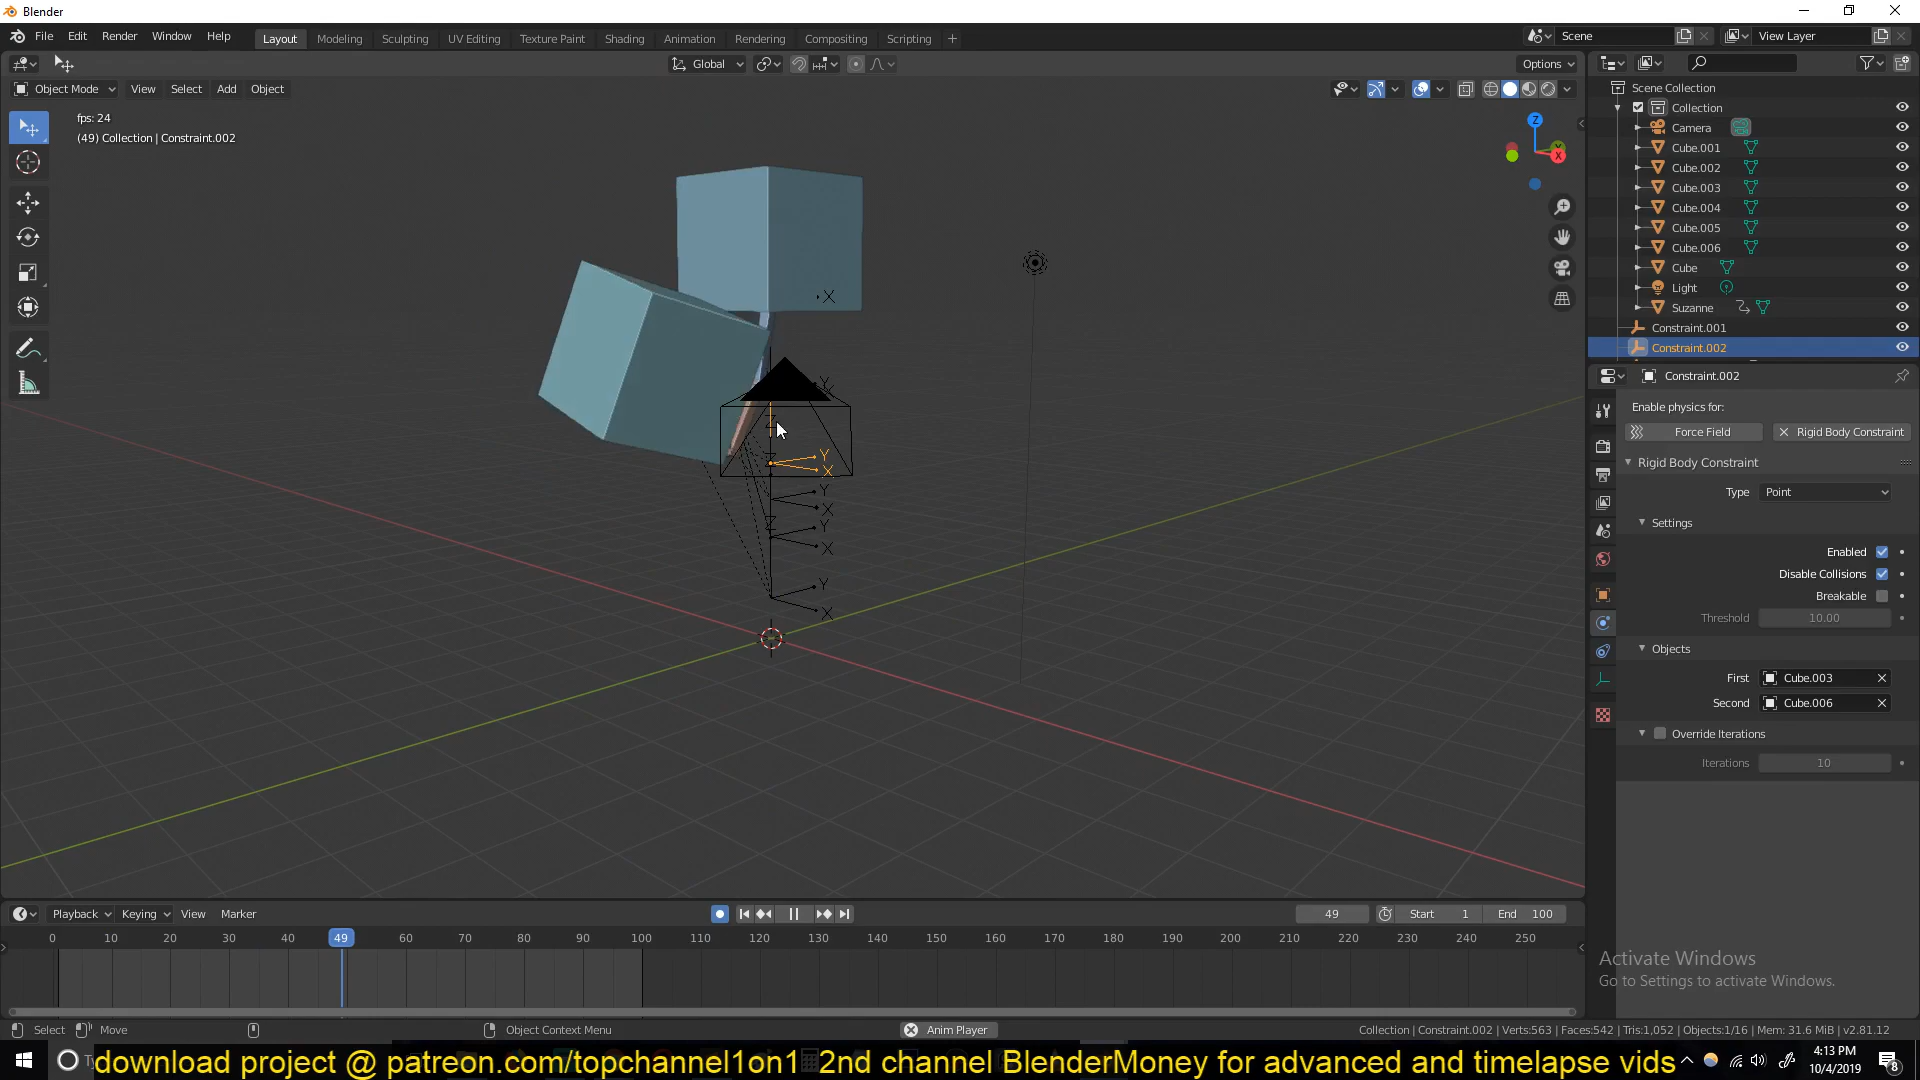 Blender
File Edit Render Window Help
Layout Modeling Sculpting UV Editing Texture Paint Shading Animation Rendering Compositing Scripting +
Scene
View Layer
Global
Options
Object Mode View Select Add Object
fps: 24
(49) Collection | Constraint.002
Z
X
Scene Collection
Collection
Camera
Cube.001
Cube.002
Cube.003
Cube.004
Cube.005
Cube.006
Cube
Light
Suzanne
Constraint.001
Constraint.002
X
Y
X
Y
X
Y
X
Y
X
Z
Y
X
Constraint.002
Enable physics for:
Force Field
Rigid Body Constraint
Rigid Body Constraint
Type Point
Settings
Enabled
Disable Collisions
Breakable
Threshold 10.00
Objects
First Cube.003
Second Cube.006
Override Iterations
Iterations 10
Playback Keying View Marker
49
Start 1
End 100
0 10 20 30 40 49 60 70 80 90 100 110 120 130 140 150 160 170 180 190 200 210 220 230 240 250
Activate Windows
Go to Settings to activate Windows.
Select Move Object Context Menu Anim Player Collection | Constraint.002 | Verts:563 | Faces:542 | Tris:1,052 | Objects:1/16 | Mem: 31.6 MiB | v2.81.12
download project @ patreon.com/topchannel1on1 2nd channel BlenderMoney for advanced and timelapse vids
4:13 PM
10/4/2019
8